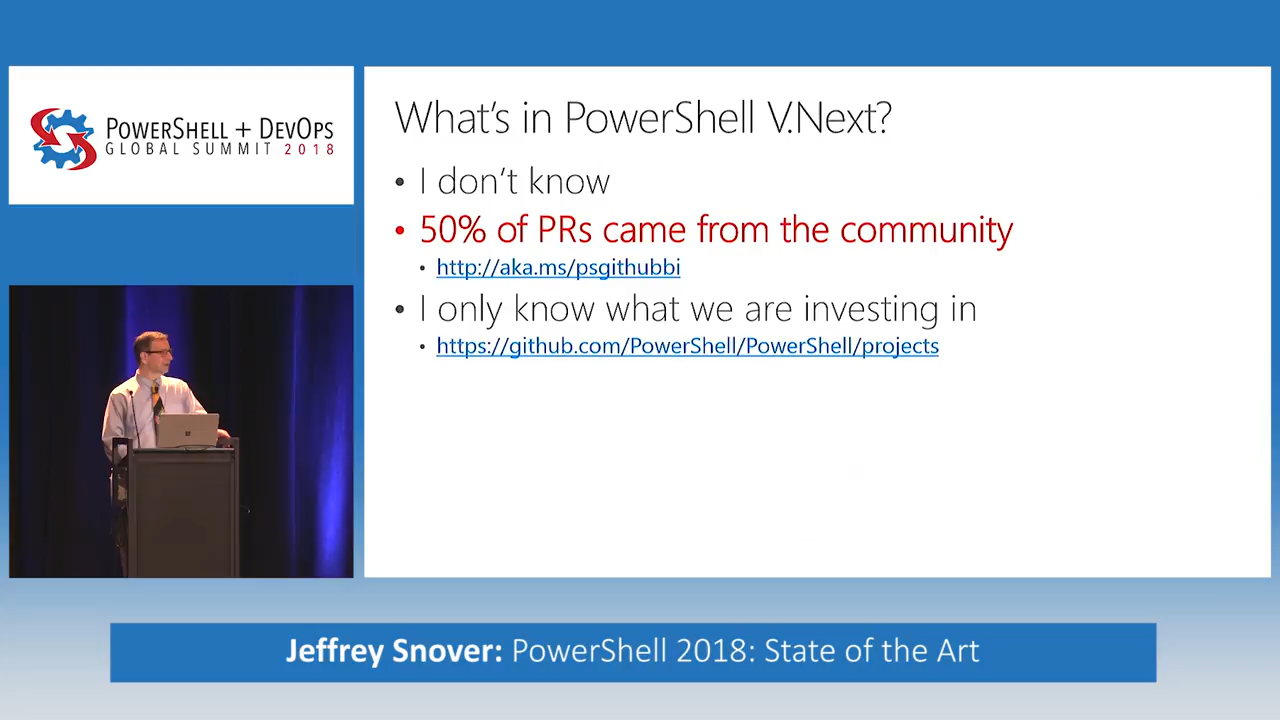 POWERSHELL + DEVOPS
GLOBAL SUMMIT 2018
What's in PowerShell V.Next?
• I don't know
• 50% of PRs came from the community
• http://aka.ms/psgithubbi
• I only know what we are investing in
• https://github.com/PowerShell/PowerShell/projects
Jeffrey Snover: PowerShell 2018: State of the Art